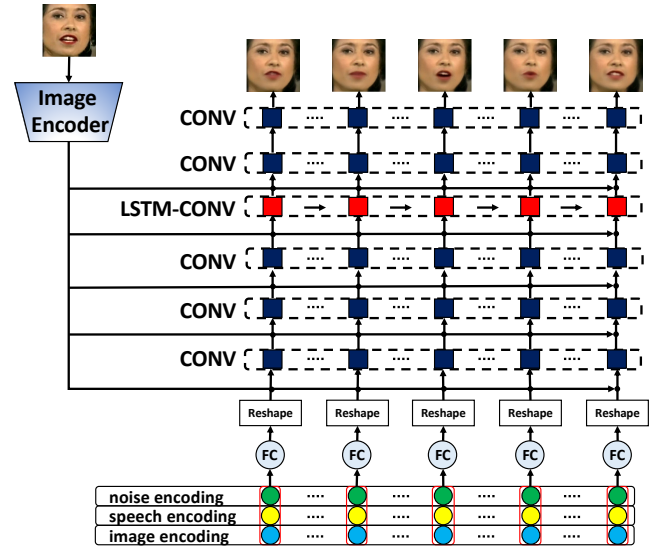 Image
Encoder
CONV ···· ···· ···· ····
CONV ···· ···· ···· ····
LSTM-CONV
CONV ···· ···· ···· ····
CONV ···· ···· ···· ····
CONV ···· ···· ···· ····
Reshape Reshape Reshape Reshape Reshape
FC FC FC FC FC
noise encoding ···· ···· ···· ····
speech encoding ···· ···· ···· ····
image encoding ···· ···· ···· ····